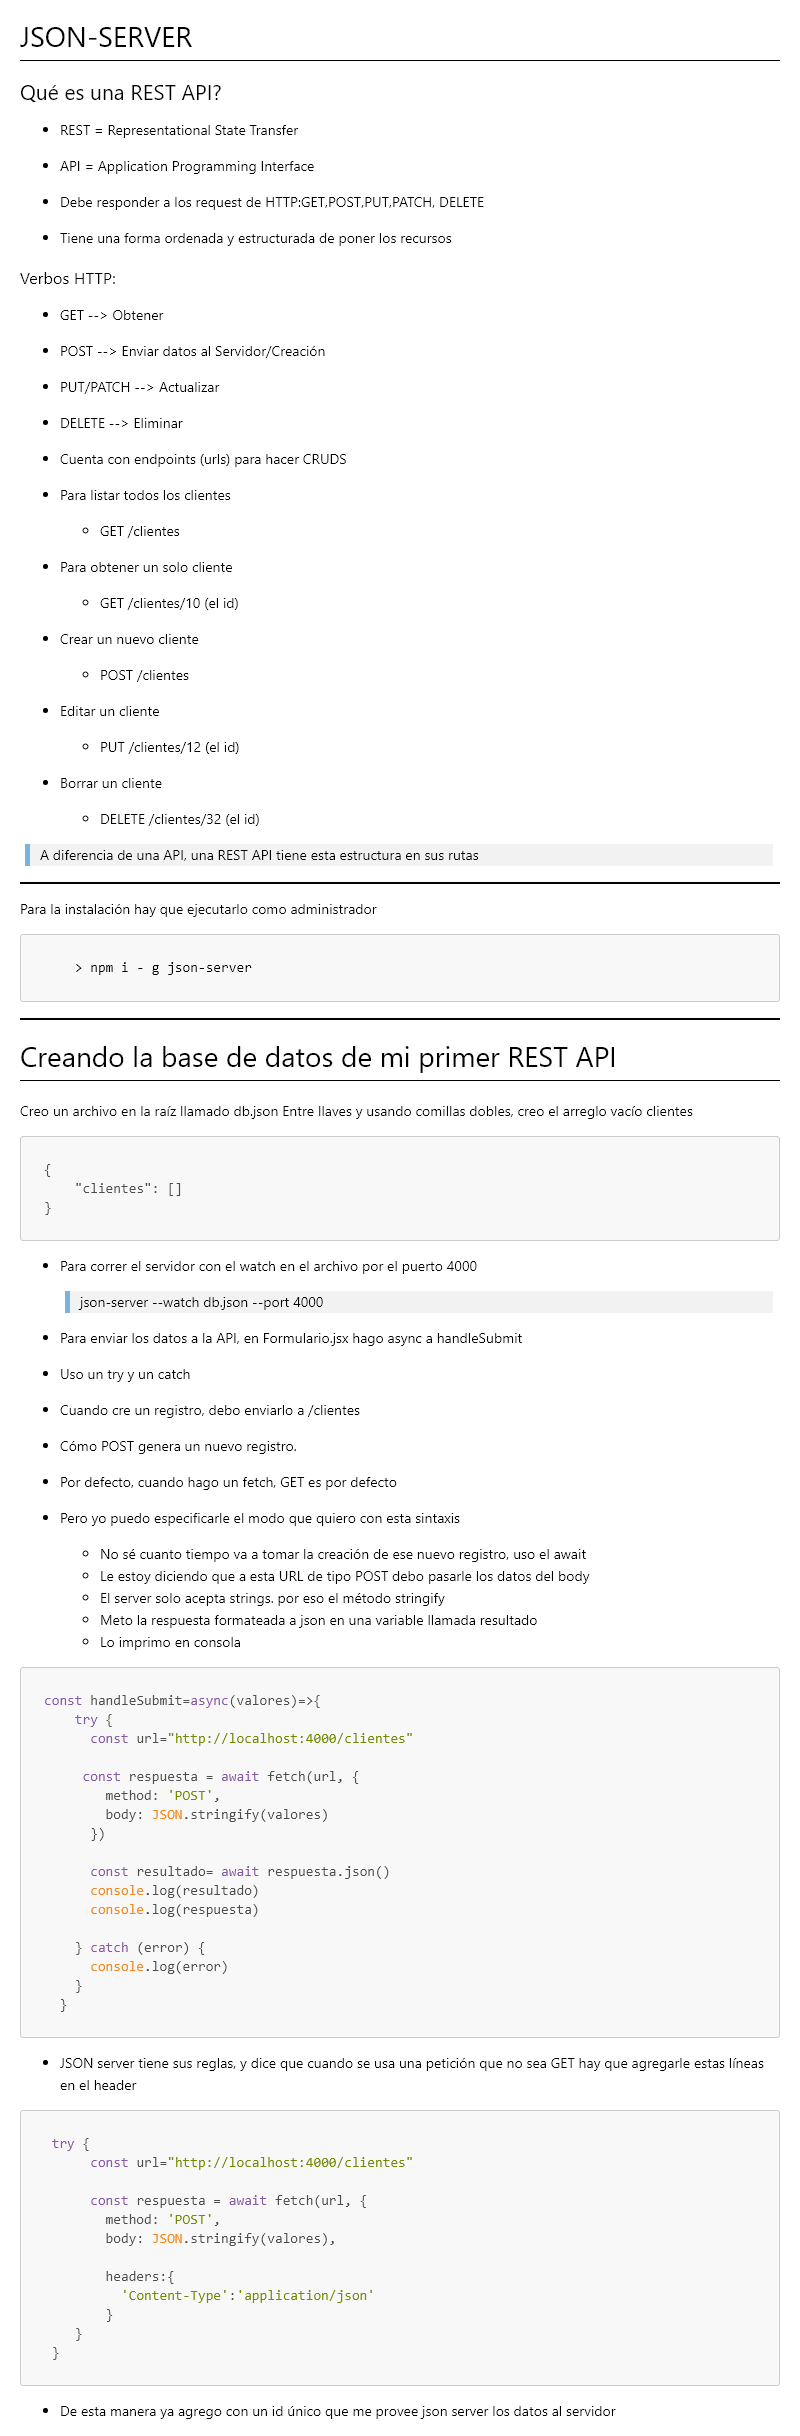 JSON-SERVER
Qué es una REST API?
REST = Representational State Transfer
API = Application Programming Interface
Debe responder a los request de HTTP:GET,POST,PUT,PATCH, DELETE
Tiene una forma ordenada y estructurada de poner los recursos
Verbos HTTP:
GET --> Obtener
POST --> Enviar datos al Servidor/Creación
PUT/PATCH --> Actualizar
DELETE --> Eliminar
Cuenta con endpoints (urls) para hacer CRUDS
Para listar todos los clientes
GET /clientes
Para obtener un solo cliente
GET /clientes/10 (el id)
Crear un nuevo cliente
POST /clientes
Editar un cliente
PUT /clientes/12 (el id)
Borrar un cliente
DELETE /clientes/32 (el id)
A diferencia de una API, una REST API tiene esta estructura en sus rutas
Para la instalación hay que ejecutarlo como administrador
> npm i - g json-server
Creando la base de datos de mi primer REST API
Creo un archivo en la raíz llamado db.json Entre llaves y usando comillas dobles, creo el arreglo vacío clientes
{
"clientes": []
}
Para correr el servidor con el watch en el archivo por el puerto 4000
json-server --watch db.json --port 4000
Para enviar los datos a la API, en Formulario.jsx hago async a handleSubmit
Uso un try y un catch
Cuando cre un registro, debo enviarlo a /clientes
Cómo POST genera un nuevo registro.
Por defecto, cuando hago un fetch, GET es por defecto
Pero yo puedo especificarle el modo que quiero con esta sintaxis
No sé cuanto tiempo va a tomar la creación de ese nuevo registro, uso el await
Le estoy diciendo que a esta URL de tipo POST debo pasarle los datos del body
El server solo acepta strings. por eso el método stringify
Meto la respuesta formateada a json en una variable llamada resultado
Lo imprimo en consola
const handleSubmit=async(valores)=>{
try {
const url="http://localhost:4000/clientes"
const respuesta = await fetch(url, {
method: 'POST',
body: JSON.stringify(valores)
})
const resultado= await respuesta.json()
console.log(resultado)
console.log(respuesta)
} catch (error) {
console.log(error)
}
}
JSON server tiene sus reglas, y dice que cuando se usa una petición que no sea GET hay que agregarle estas líneas
en el header
try {
const url="http://localhost:4000/clientes"
const respuesta = await fetch(url, {
method: 'POST',
body: JSON.stringify(valores),
headers:{
'Content-Type':'application/json'
}
}
}
De esta manera ya agrego con un id único que me provee json server los datos al servidor